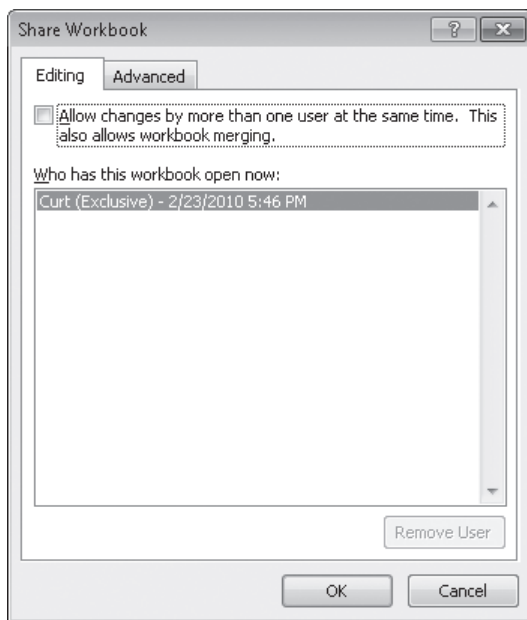 Share Workbook
Editing
Advanced
Allow changes by more than one user at the same time. This
also allows workbook merging.
Who has this workbook open now:
Curt (Exclusive) - 2/23/2010 5:46 PM
Remove User
OK
Cancel